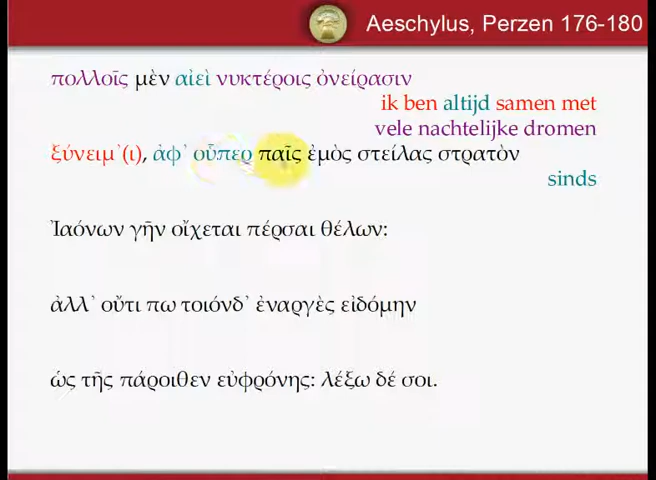 Aeschylus, Perzen 176-180
πολλοῖς μὲν αἰεὶ νυκτέροις ὀνείρασιν
ik ben altijd samen met
vele nachtelijke dromen
ξύνειμ᾽(ι), ἀφ᾽ οὗπερ παῖς ἐμὸς στείλας στρατὸν
sinds
Ἰαόνων γῆν οἴχεται πέρσαι θέλων:
ἀλλ᾽ οὔτι πω τοιόνδ᾽ ἐναργὲς εἰδόμην
ὡς τῆς πάροιθεν εὐφρόνης: λέξω δέ σοι.